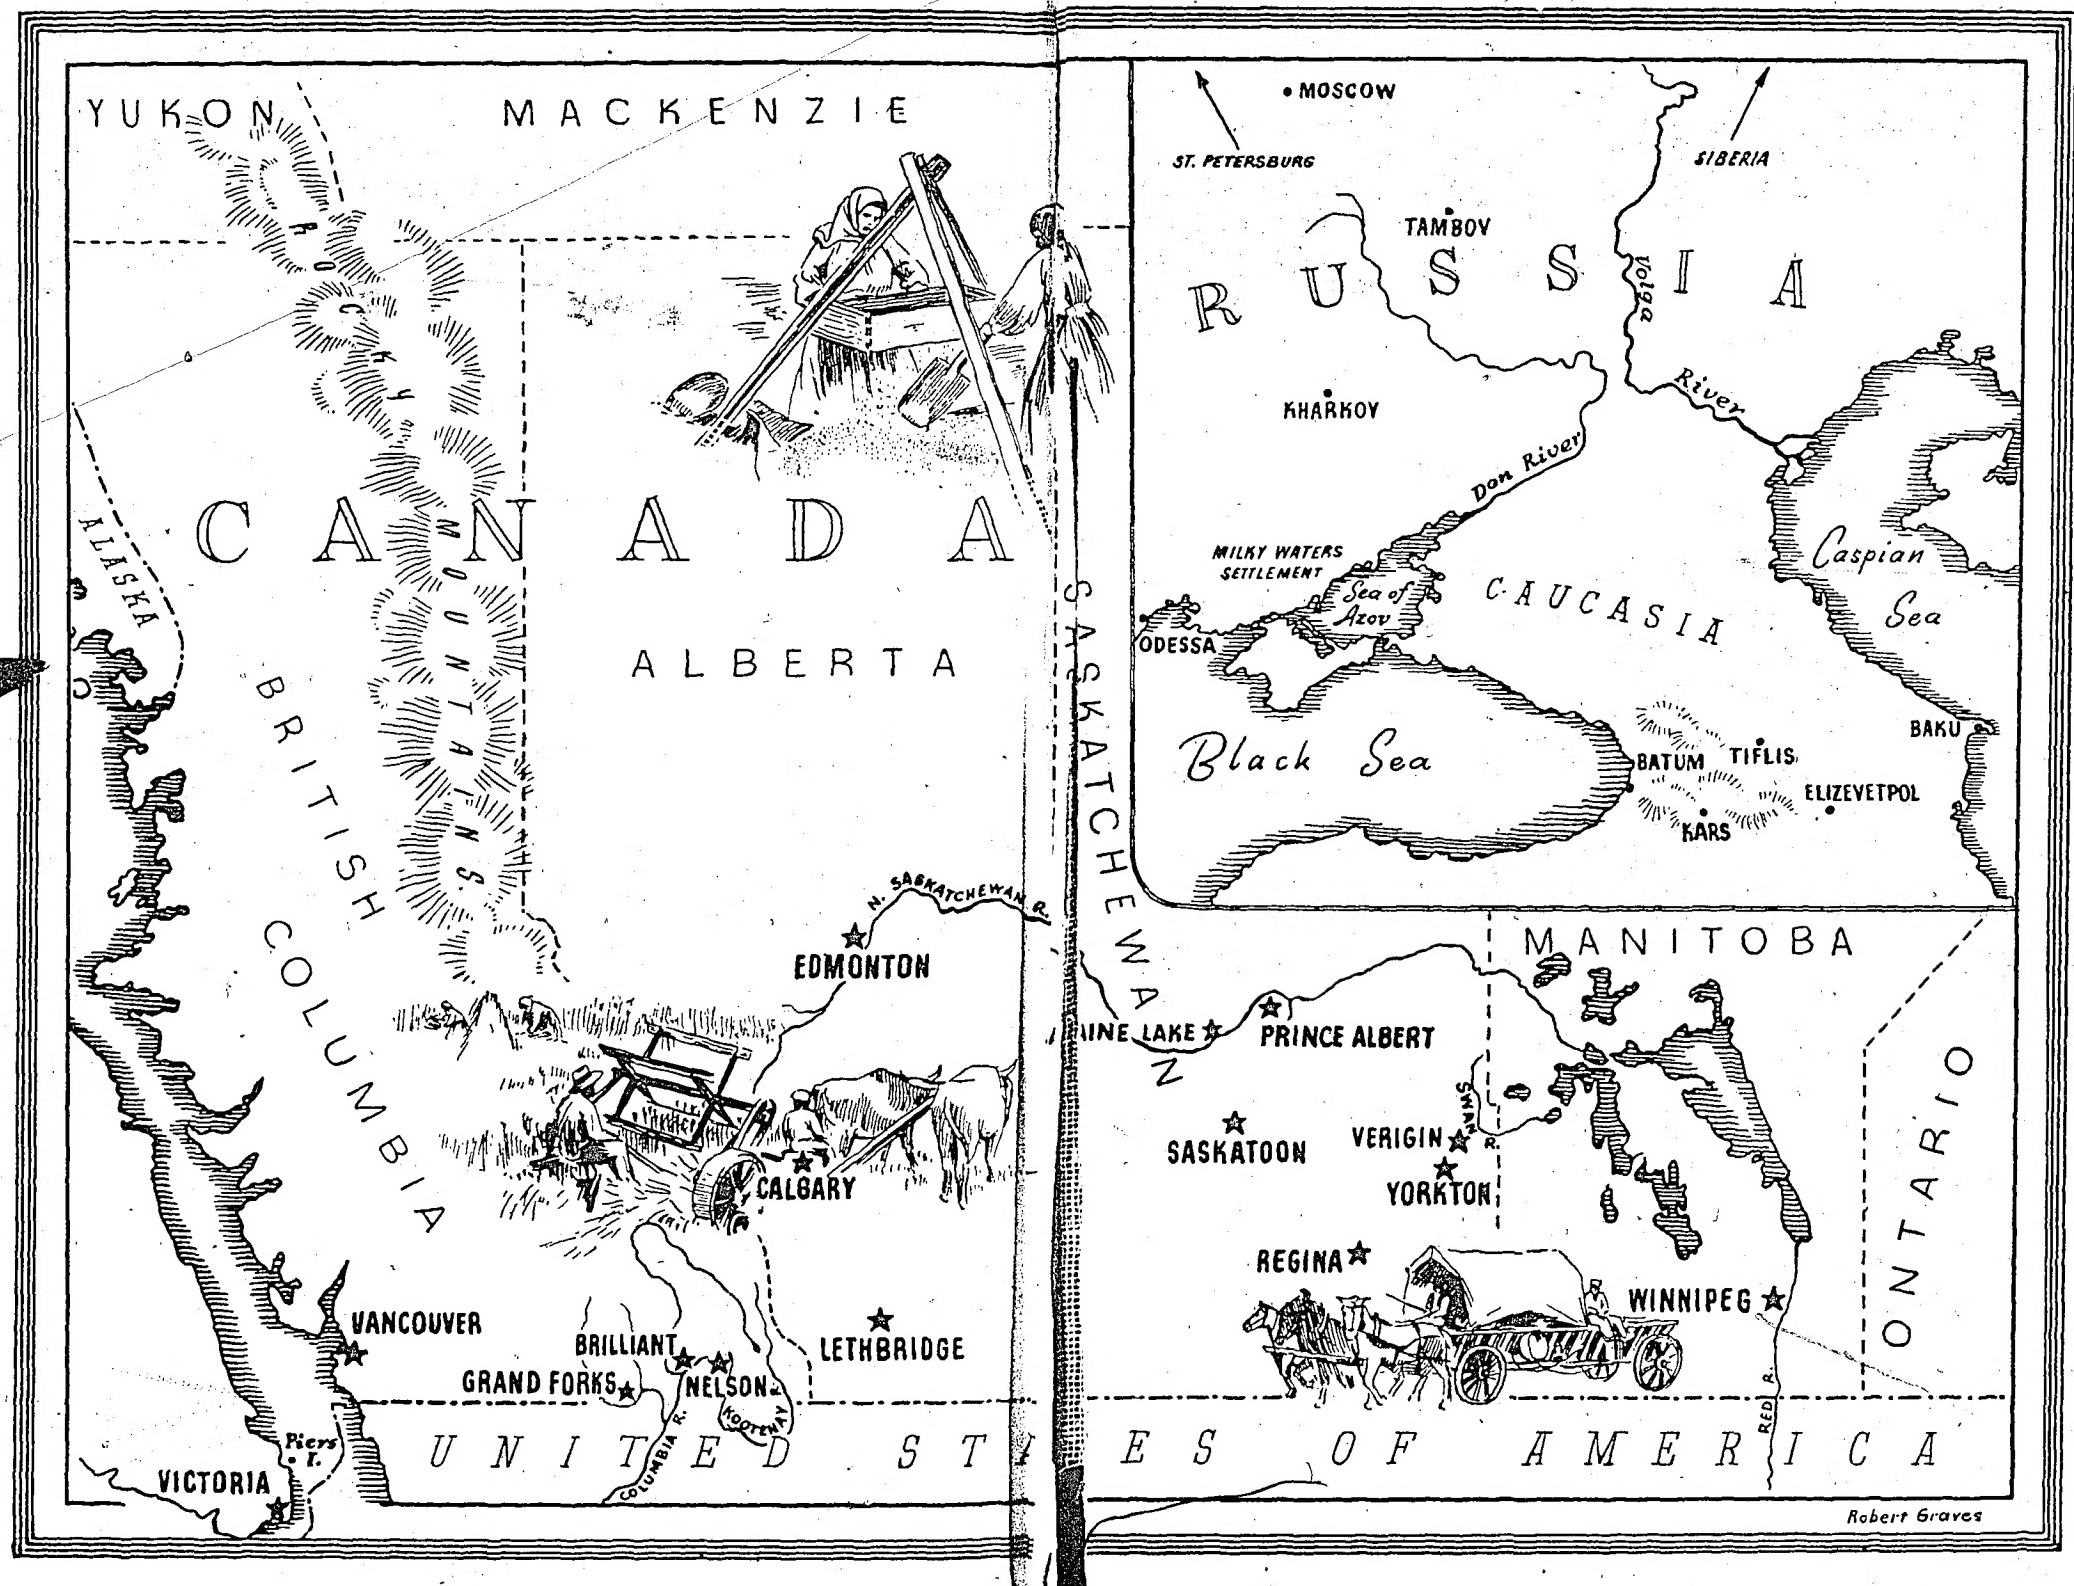 YUKON
MACKENZIE
ROCKY MOUNTAINS
CANADA
ALASKA
ALBERTA
BRITISH COLUMBIA
SASKATCHEWAN
N. SASKATCHEWAN R.
EDMONTON
CALGARY
VANCOUVER
BRILLIANT
LETHBRIDGE
GRAND FORKS
NELSON
KOOTENAY
COLUMBIA R.
Piers
I.
VICTORIA
UNITED STATES OF AMERICA
MOSCOW
ST. PETERSBURG
SIBERIA
TAMBOV
RUSSIA
Volga River
KHARKOV
Don River
MILKY WATERS
SETTLEMENT
Sea of
Azov
CAUCASIA
Caspian
Sea
ODESSA
Black Sea
BATUM
TIFLIS
BAKU
ELIZEVETPOL
KARS
MANITOBA
INE LAKE
PRINCE ALBERT
ONTARIO
SWAN R.
SASKATOON
VERIGIN
YORKTON
REGINA
WINNIPEG
RED R.
Robert Graves